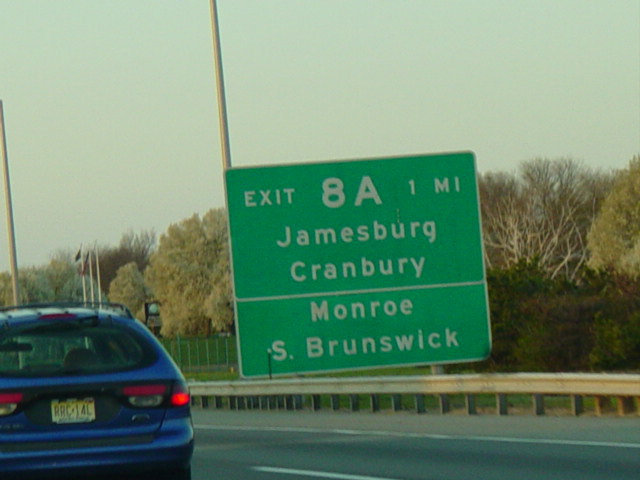 EXIT 8A 1 MI
Jamesburg
Cranbury
Monroe
S. Brunswick